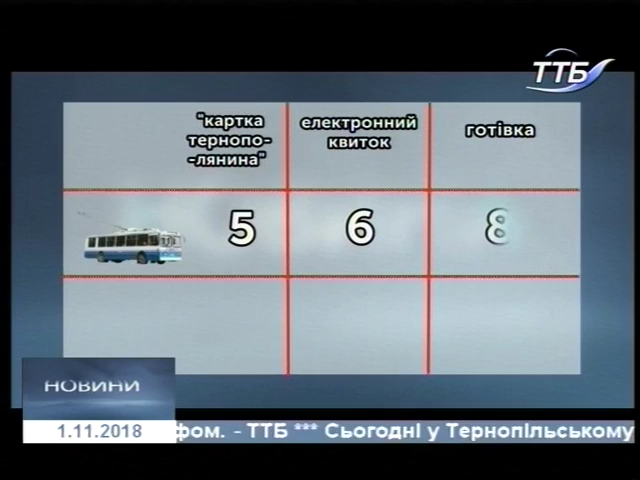 ТТБ
"картка
тернопо-
-лянина"
електронний
квиток
готівка
5
6
8
НОВИНИ
1.11.2018
фом. - ТТБ *** Сьогодні у Тернопільському